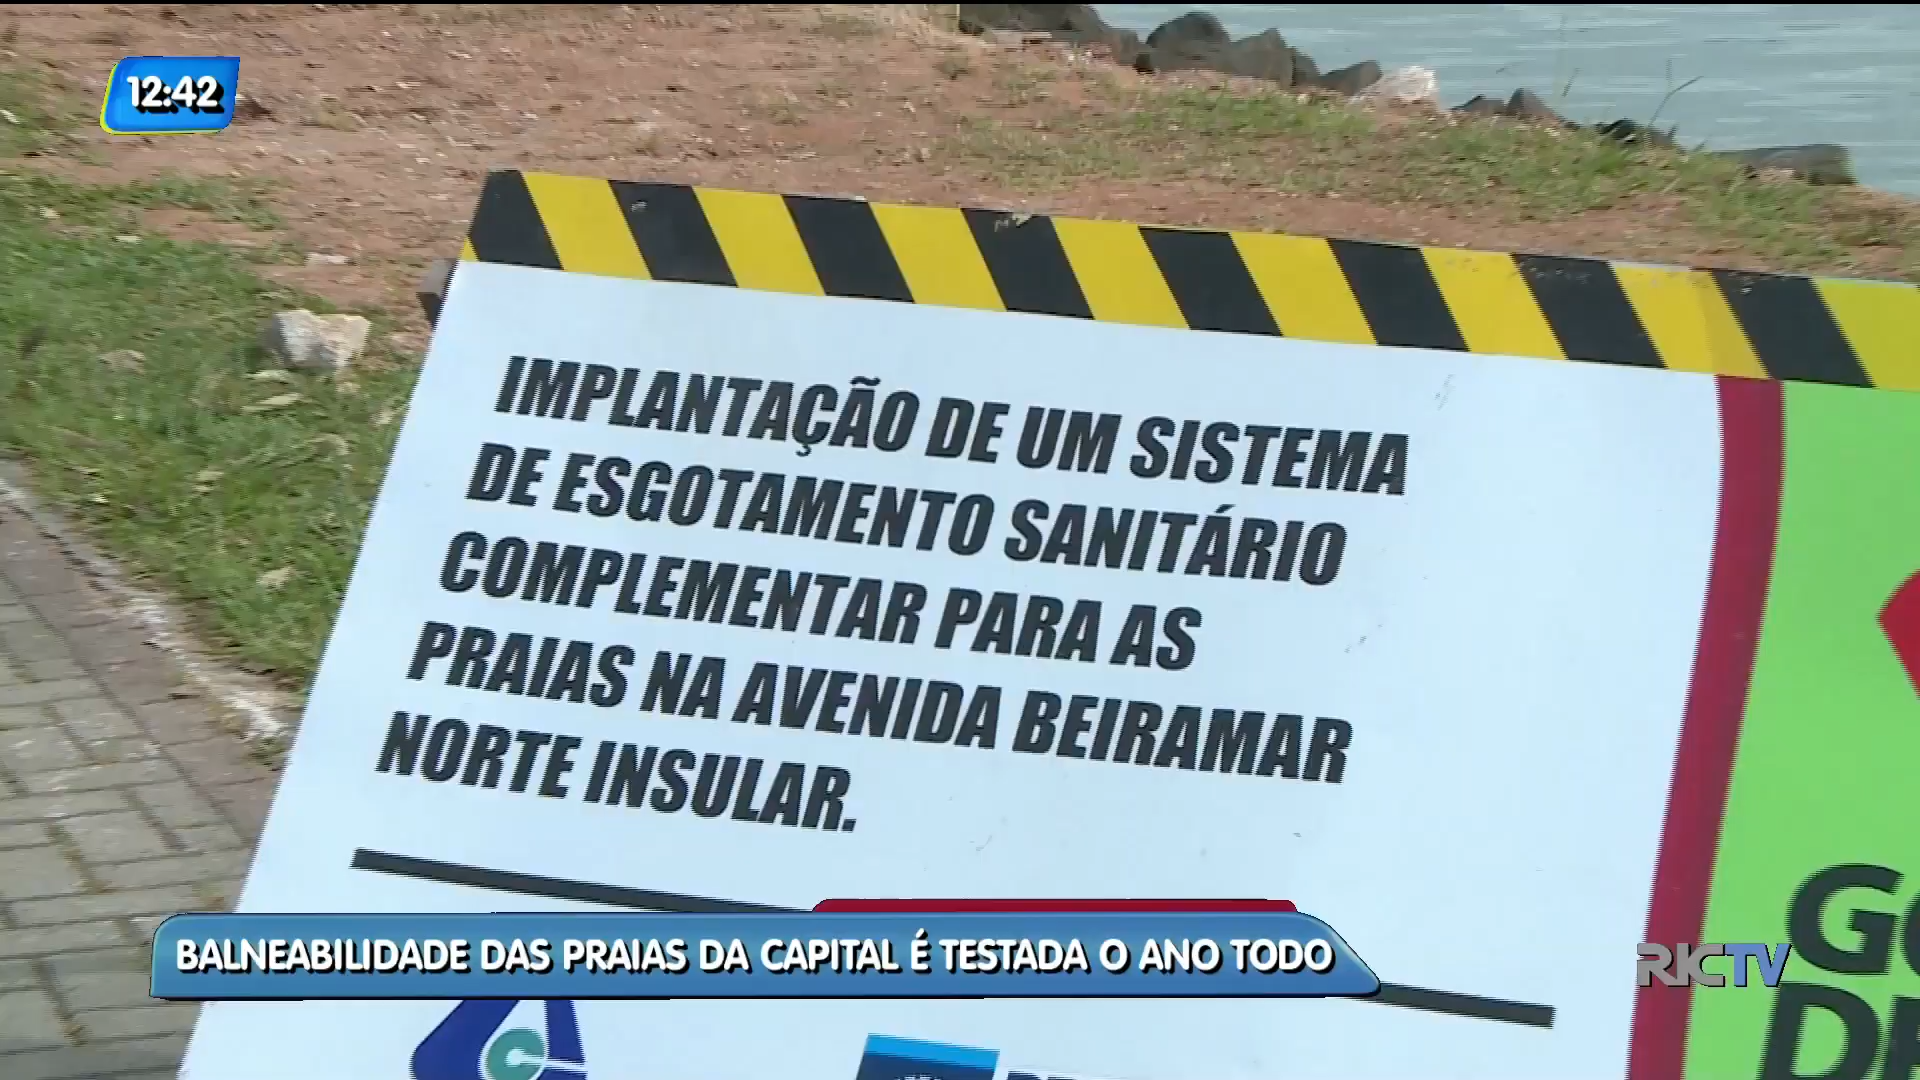 12:42
IMPLANTAÇÃO DE UM SISTEMA
DE ESGOTAMENTO SANITÁRIO
COMPLEMENTAR PARA AS
PRAIAS NA AVENIDA BEIRAMAR
NORTE INSULAR.
BALNEABILIDADE DAS PRAIAS DA CAPITAL É TESTADA O ANO TODO
RICTV